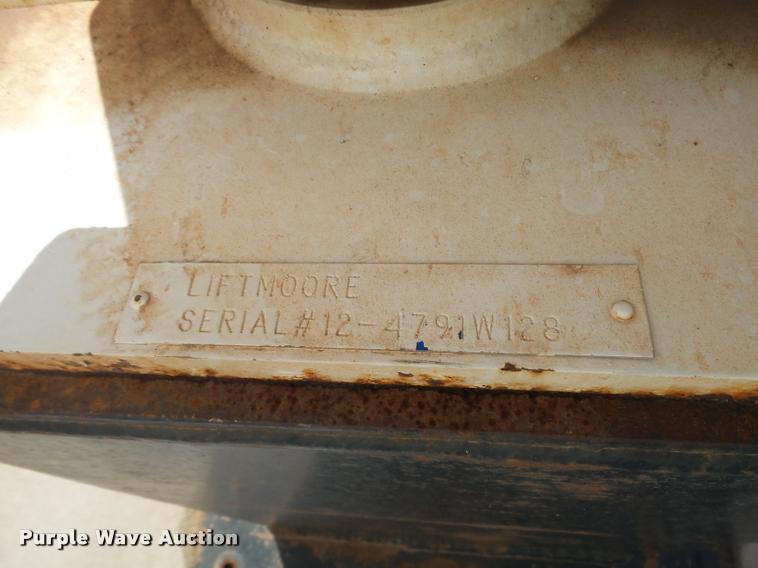 LIFTMOORE
SERIAL#12-4791W128
Purple Wave Auction